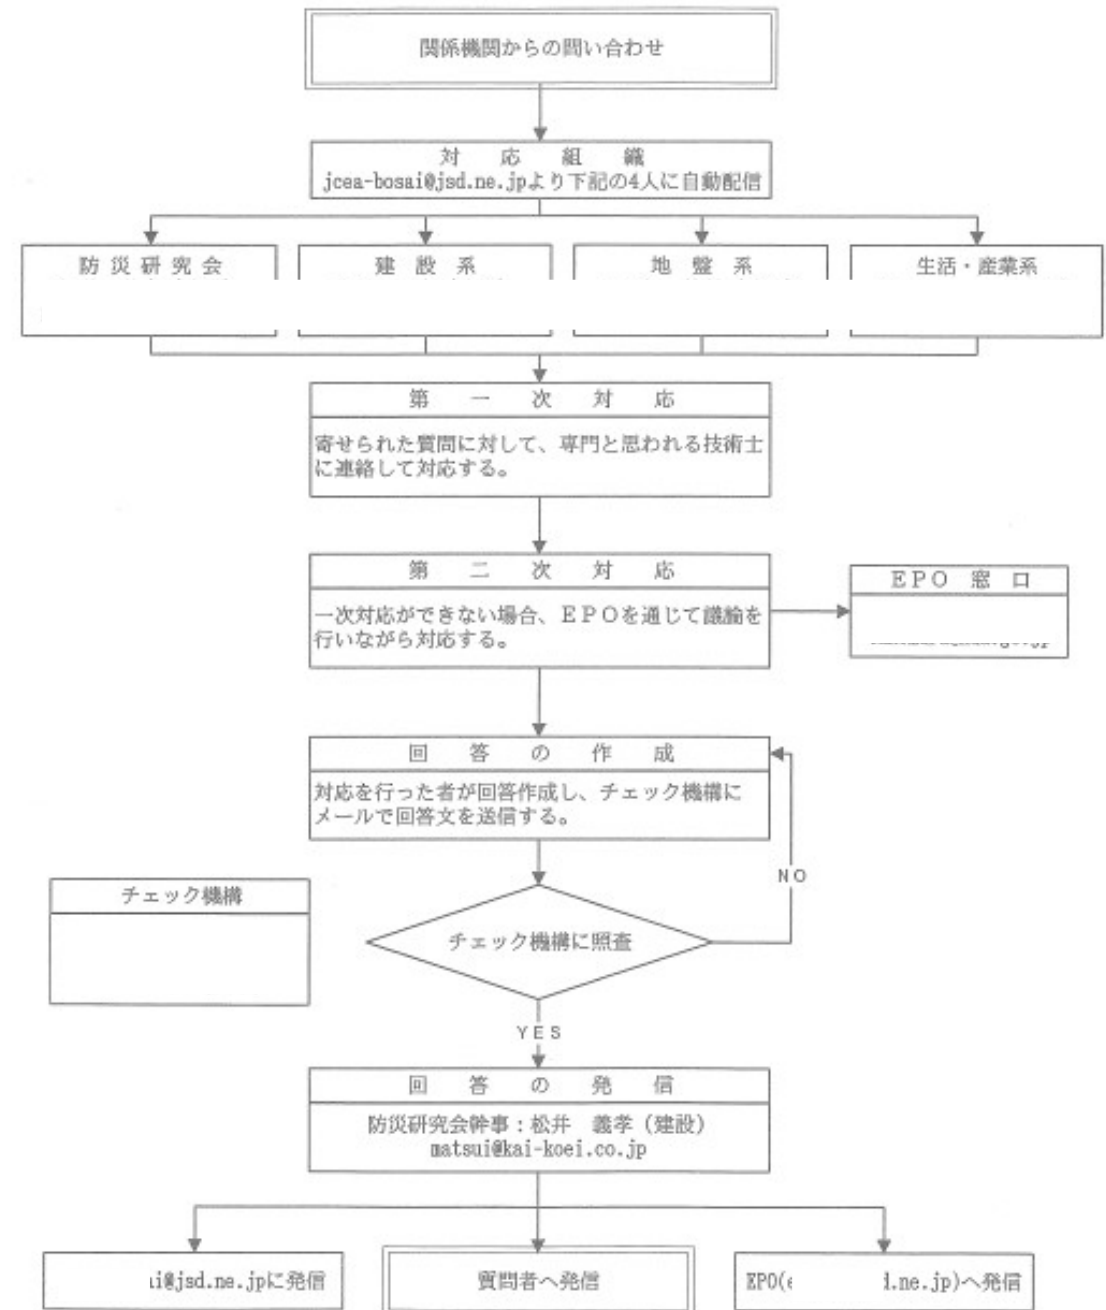 関係機関からの問い合わせ
対 応 組 織
jcea-bosai@jsd.ne.jpより下記の4人に自動配信
防災研究会
建 設 系
地 盤 系
生活・産業系
第 一 次 対 応
寄せられた質問に対して、専門と思われる技術士
に連絡して対応する。
第 二 次 対 応
一次対応ができない場合、EPOを通じて議論を
行いながら対応する。
EPO 窓 口
回 答 の 作 成
対応を行った者が回答作成し、チェック機構に
メールで回答文を送信する。
NO
チェック機構
チェック機構に照査
YES
回 答 の 発 信
防災研究会幹事：松井 義孝（建設）
matsui@kai-koei.co.jp
i@jsd.ne.jpに発信
質問者へ発信
EPO( .ne.jp)へ発信